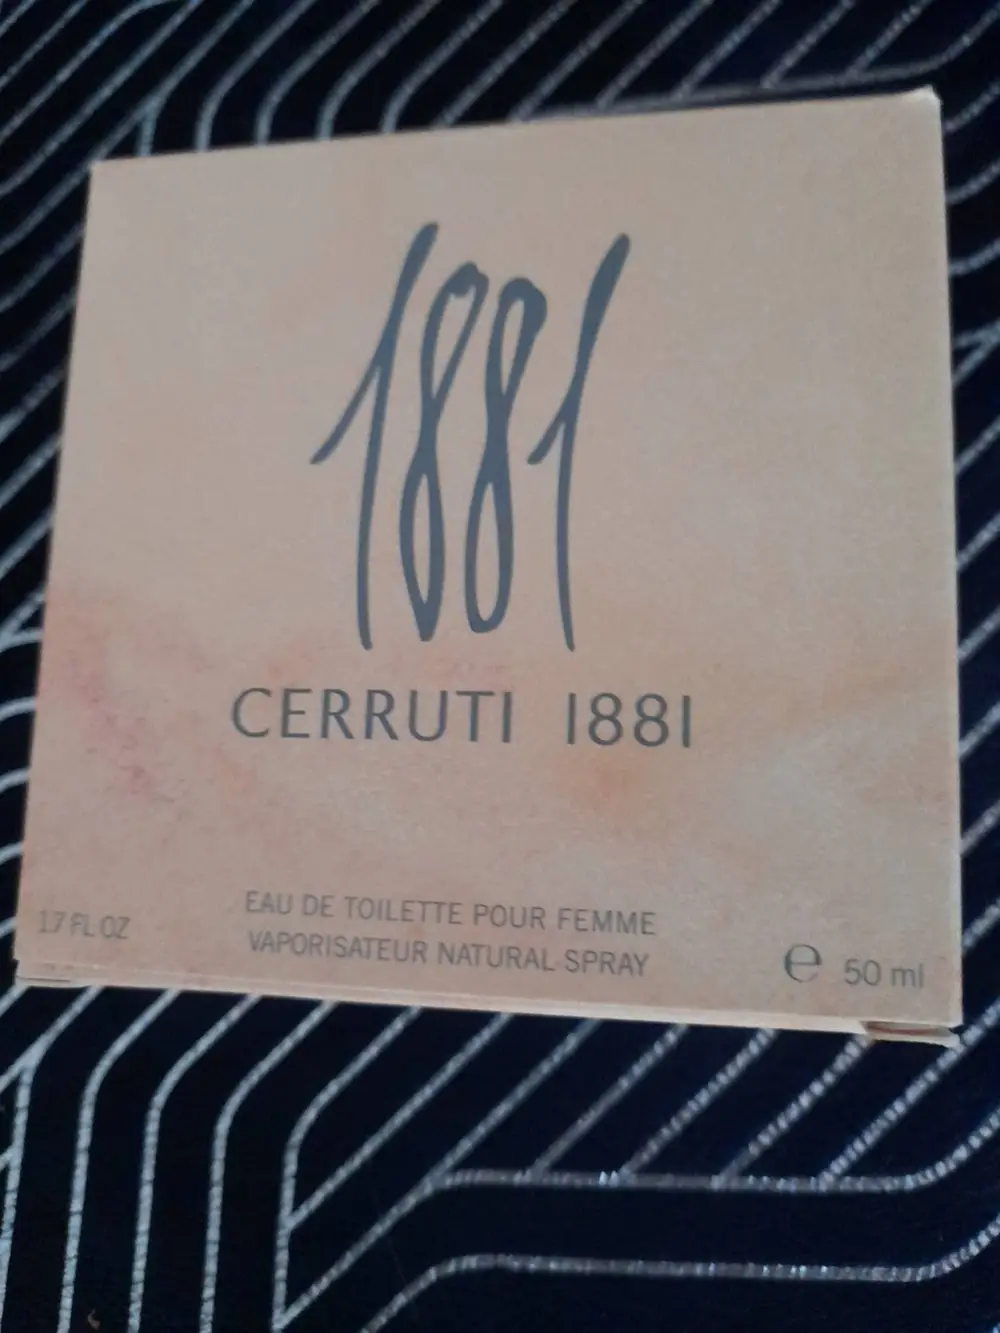 1881
CERRUTI 1881
EAU DE TOILETTE POUR FEMME
VAPORISATEUR NATURAL SPRAY
1.7 FL OZ
e 50 ml